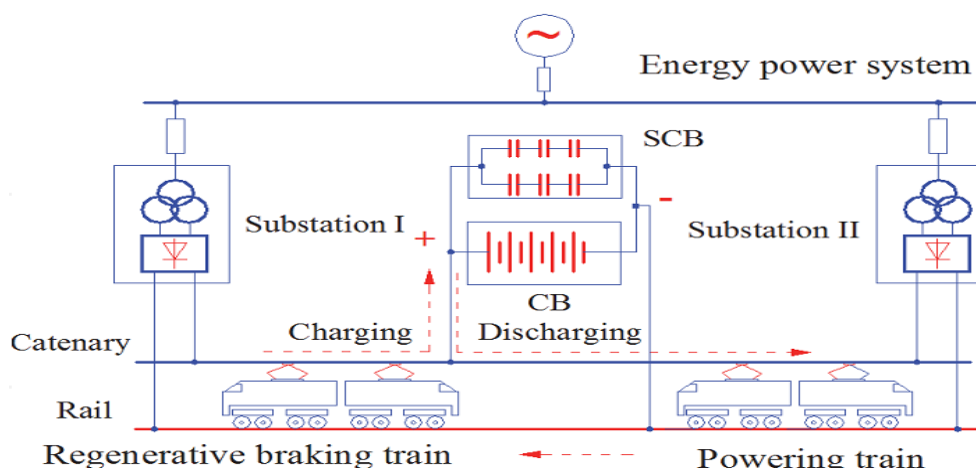 ~
Energy power system
SCB
Substation I
+
-
Substation II
CB
Charging
Discharging
Catenary
Rail
Regenerative braking train
Powering train